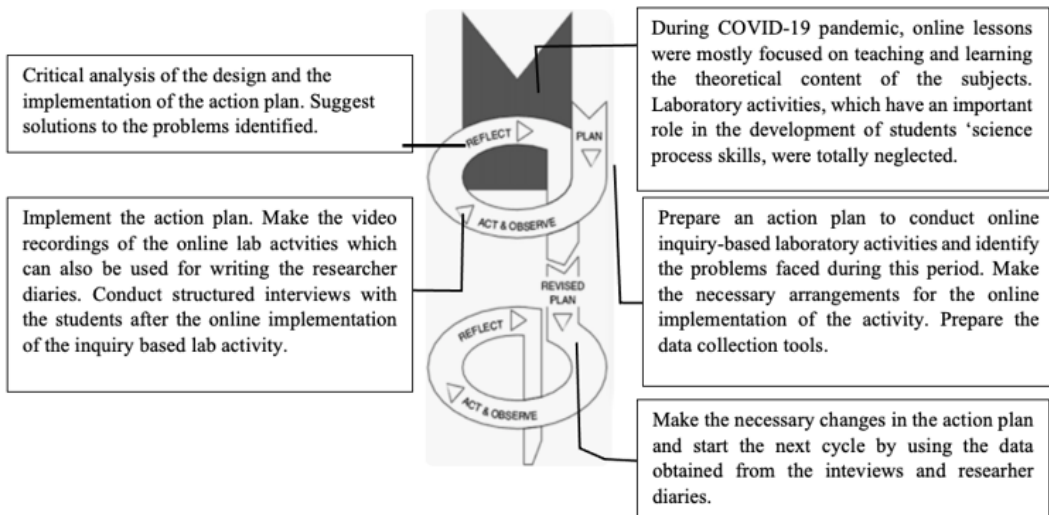 Critical analysis of the design and the
implementation of the action plan. Suggest
solutions to the problems identified.
During COVID-19 pandemic, online lessons
were mostly focused on teaching and learning
the theoretical content of the subjects.
Laboratory activities, which have an important
role in the development of students ‘science
process skills, were totally neglected.
REFLECT
PLAN
ACT & OBSERVE
Implement the action plan. Make the video
recordings of the online lab actvities which
can also be used for writing the researcher
diaries. Conduct structured interviews with
the students after the online implementation
of the inquiry based lab activity.
Prepare an action plan to conduct online
inquiry-based laboratory activities and identify
the problems faced during this period. Make
the necessary arrangements for the online
implementation of the activity. Prepare the
data collection tools.
REVISED
PLAN
REFLECT
ACT & OBSERVE
Make the necessary changes in the action plan
and start the next cycle by using the data
obtained from the inteviews and researher
diaries.